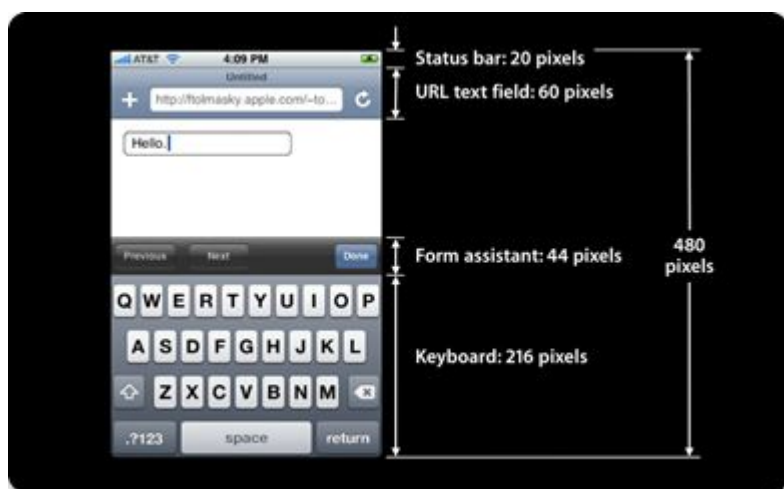 AT&T 4:09 PM
Untitled
http://ftolmasky.apple.com/~to...
Hello.
Previous Next Done
Q W E R T Y U I O P
A S D F G H J K L
Z X C V B N M
.?123 space return
Status bar: 20 pixels
URL text field: 60 pixels
Form assistant: 44 pixels
480
pixels
Keyboard: 216 pixels